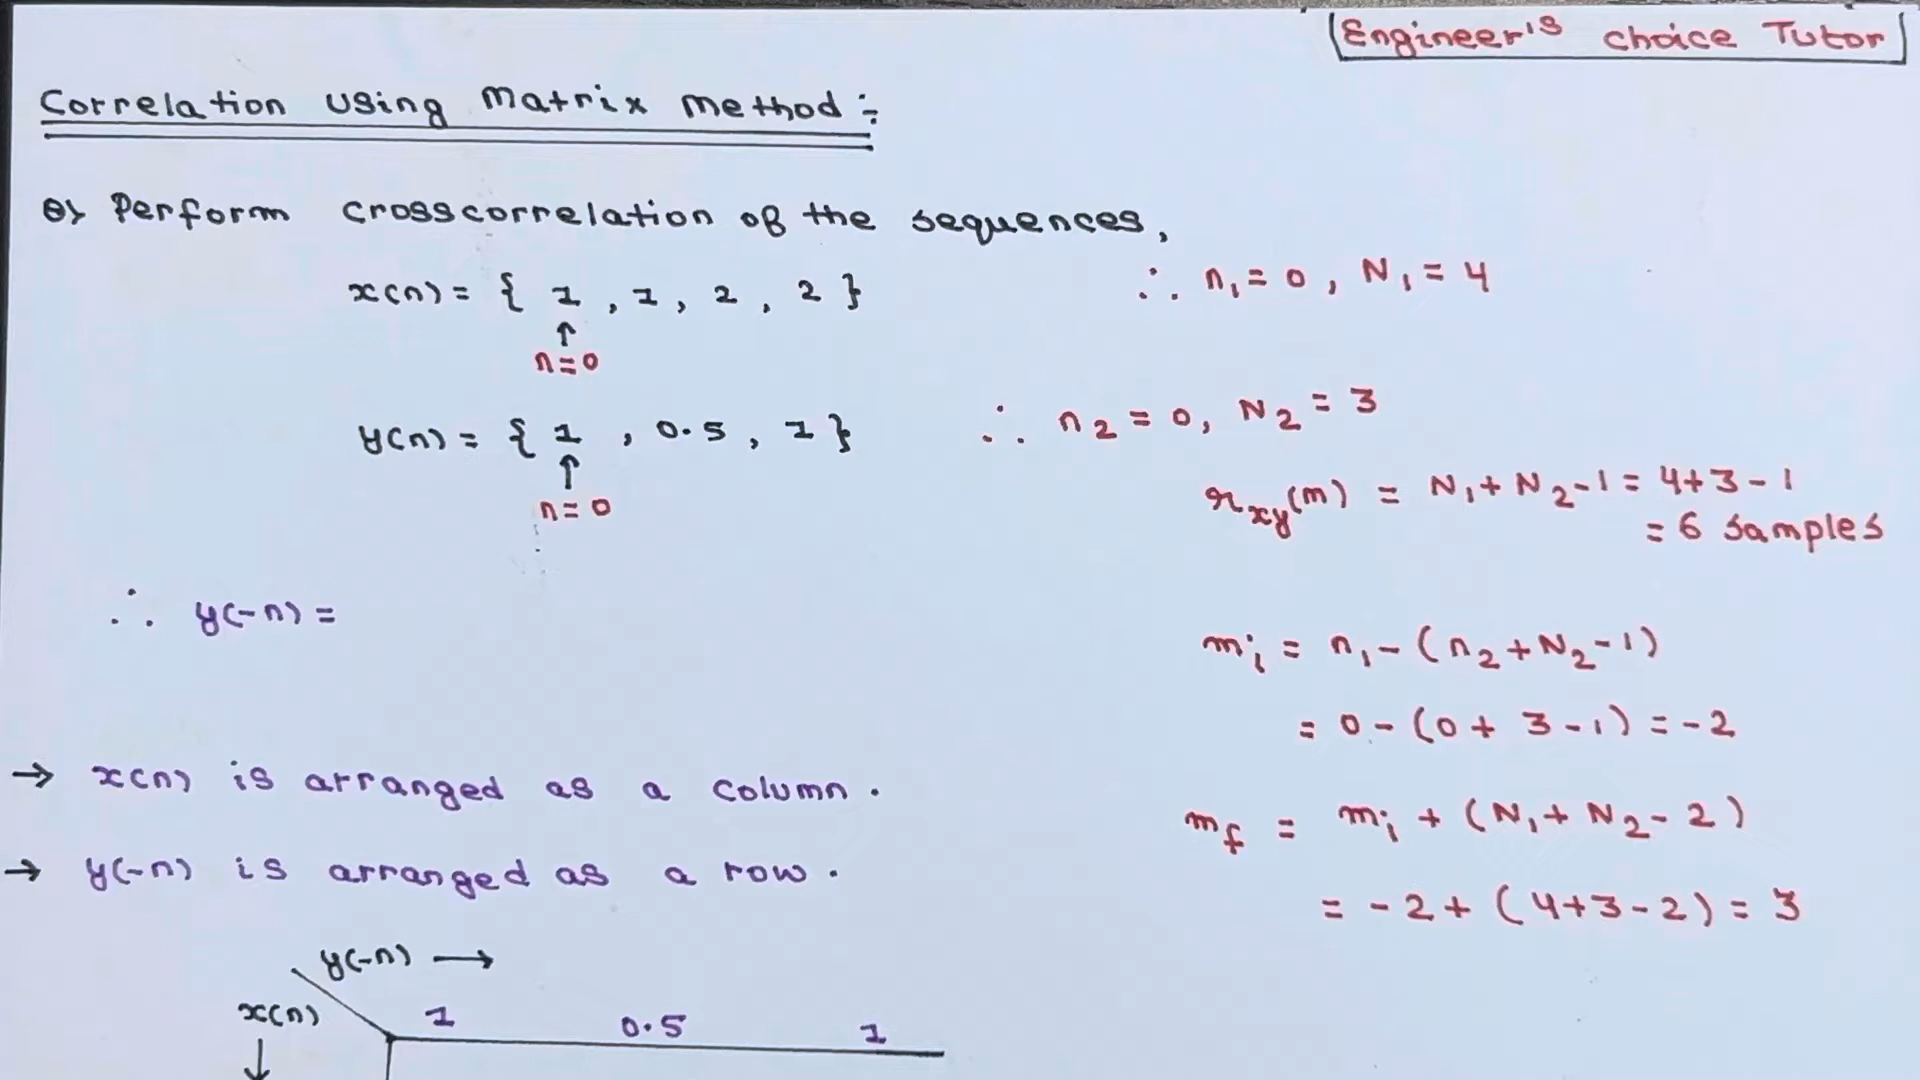 Engineer's choice Tutor
Correlation using Matrix Method :-
Q) Perform crosscorrelation of the sequences,
x(n) = { 1 , 1 , 2 , 2 }
↑
n=0
∴ n₁ = 0 , N₁ = 4
y(n) = { 1 , 0.5 , 1 }
↑
n=0
∴ n₂ = 0, N₂ = 3
r_xy(m) = N₁ + N₂ - 1 = 4+3-1
= 6 samples
∴ y(-n) =
mᵢ = n₁ - (n₂ + N₂ - 1)
= 0 - (0 + 3 - 1) = -2
m_f = mᵢ + (N₁ + N₂ - 2)
= -2 + (4+3-2) = 3
→ x(n) is arranged as a column.
→ y(-n) is arranged as a row.
y(-n) →
x(n) 1 0.5 1
↓